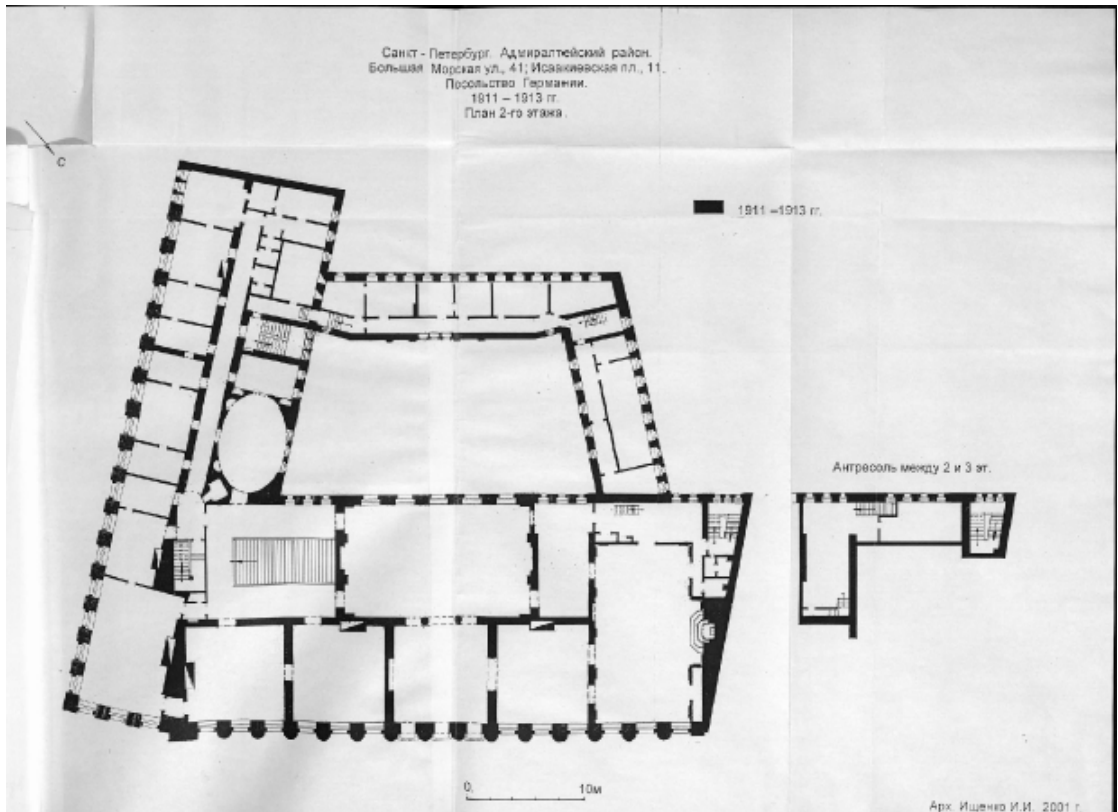 Санкт - Петербург. Адмиралтейский район.
Большая Морская ул., 41; Исаакиевская пл., 11.
Посольство Германии.
1911 – 1913 гг.
План 2-го этажа.
С
1911 –1913 гг.
Антресоль между 2 и 3 эт.
0 10м
Арх. Ищенко И.И. 2001 г.